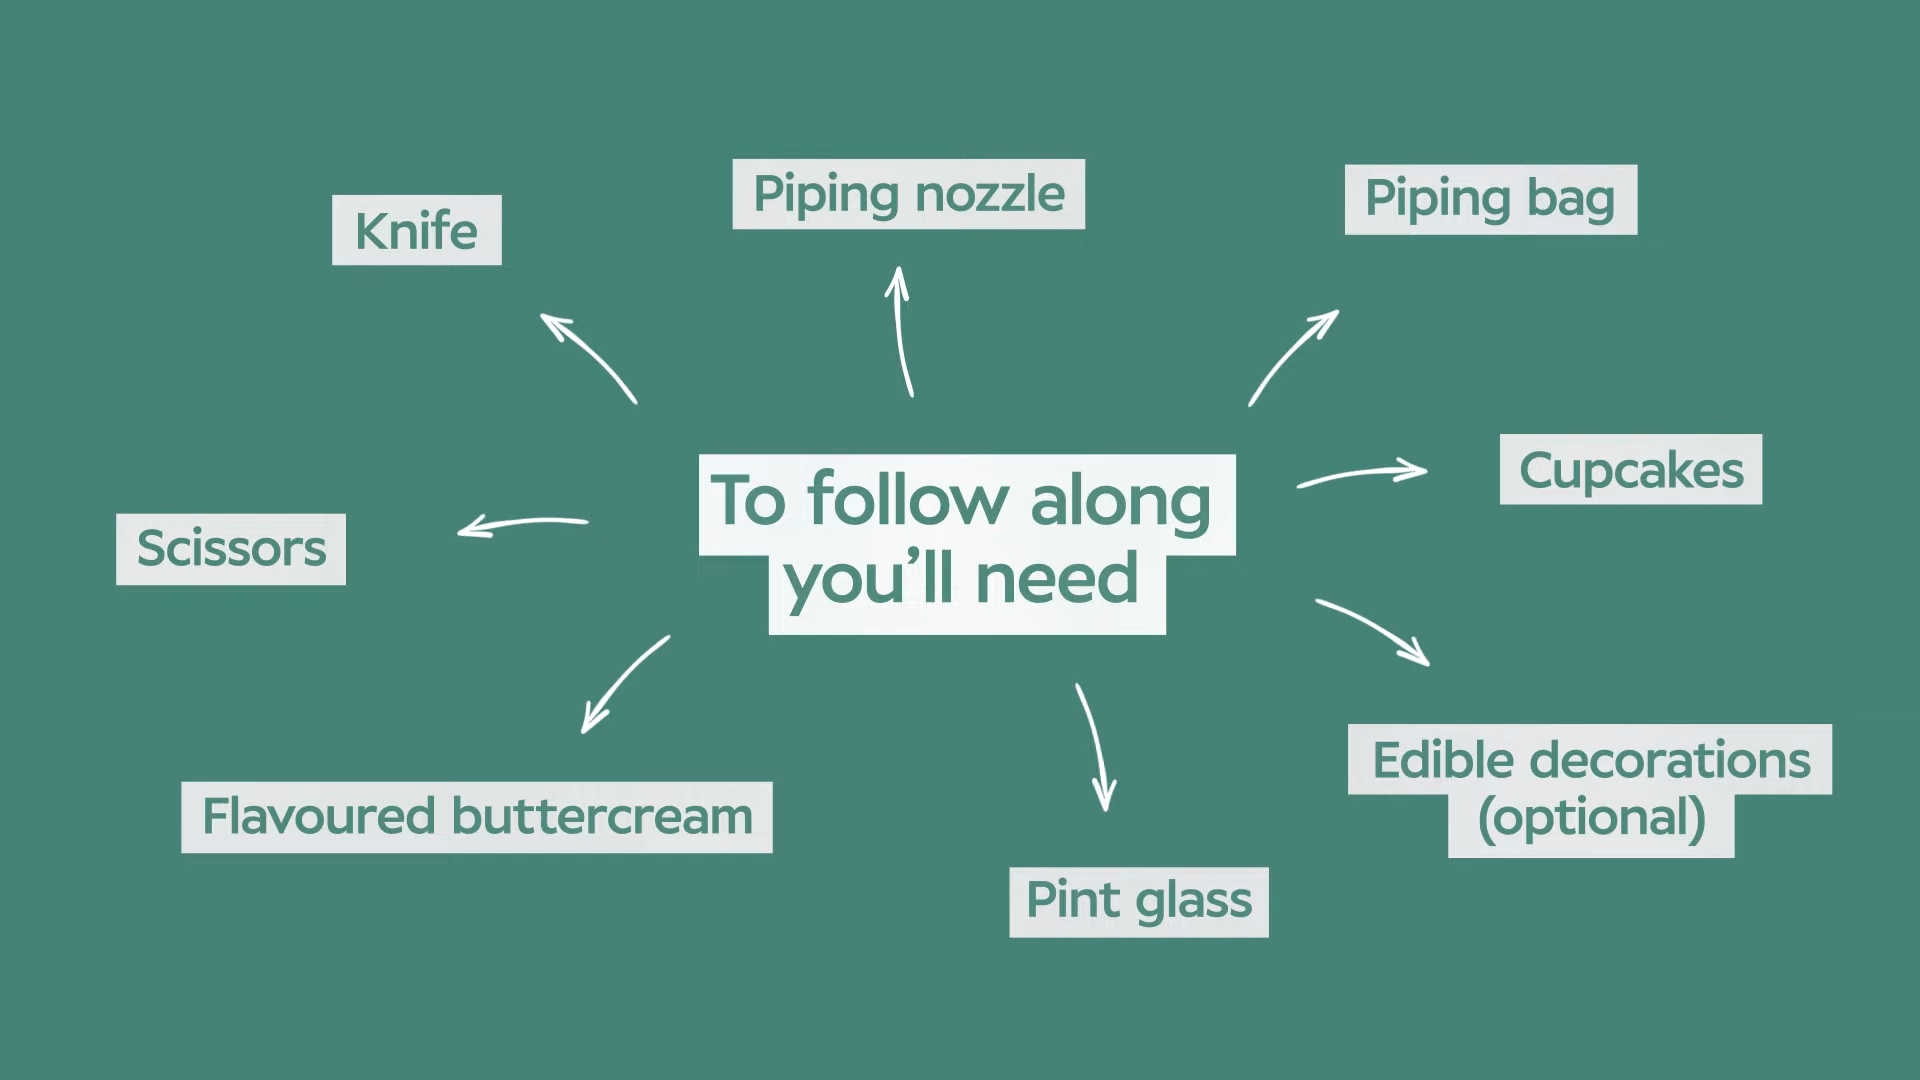 Knife
Piping nozzle
Piping bag
Cupcakes
Scissors
To follow along
you’ll need
Flavoured buttercream
Edible decorations
(optional)
Pint glass